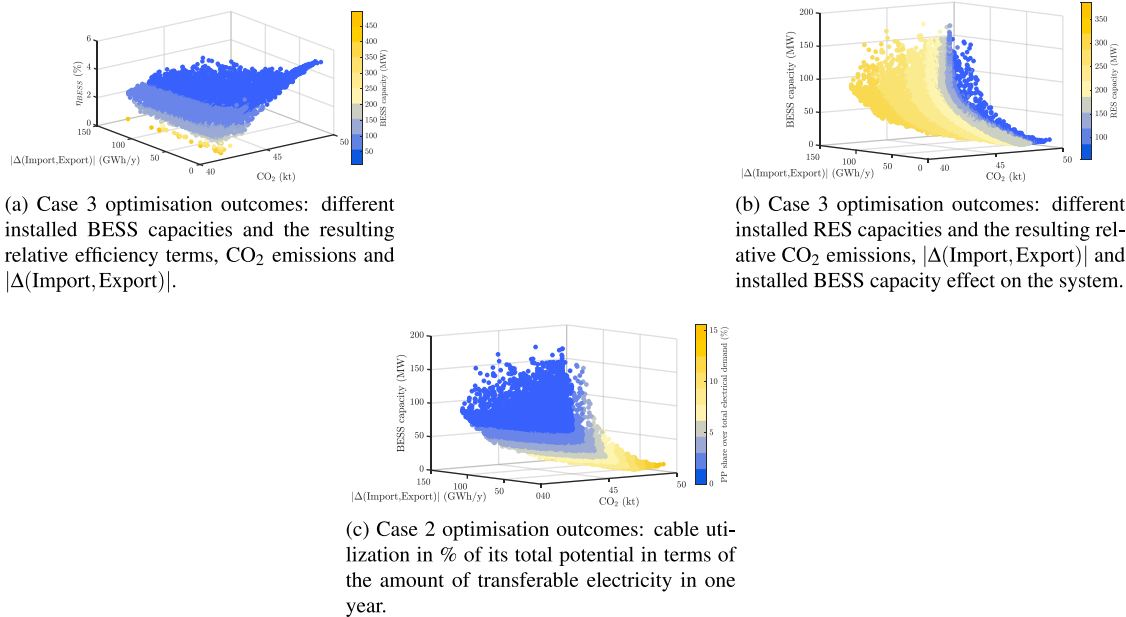 6
4
2
0
η_BESS (%)
150
100
50
0
|Δ(Import,Export)| (GWh/y)
40
45
50
CO₂ (kt)
450
400
350
300
250
200
150
100
50
BESS capacity (MW)
(a) Case 3 optimisation outcomes: different
installed BESS capacities and the resulting
relative efficiency terms, CO₂ emissions and
|Δ(Import,Export)|.
200
150
100
50
0
BESS capacity (MW)
150
100
50
0
|Δ(Import,Export)| (GWh/y)
40
45
50
CO₂ (kt)
350
300
250
200
150
100
RES capacity (MW)
(b) Case 3 optimisation outcomes: different
installed RES capacities and the resulting rel-
ative CO₂ emissions, |Δ(Import,Export)| and
installed BESS capacity effect on the system.
200
150
100
50
0
BESS capacity (MW)
150
100
50
040
|Δ(Import,Export)| (GWh/y)
45
50
CO₂ (kt)
15
10
5
0
PP share over total electrical demand (%)
(c) Case 2 optimisation outcomes: cable uti-
lization in % of its total potential in terms of
the amount of transferable electricity in one
year.